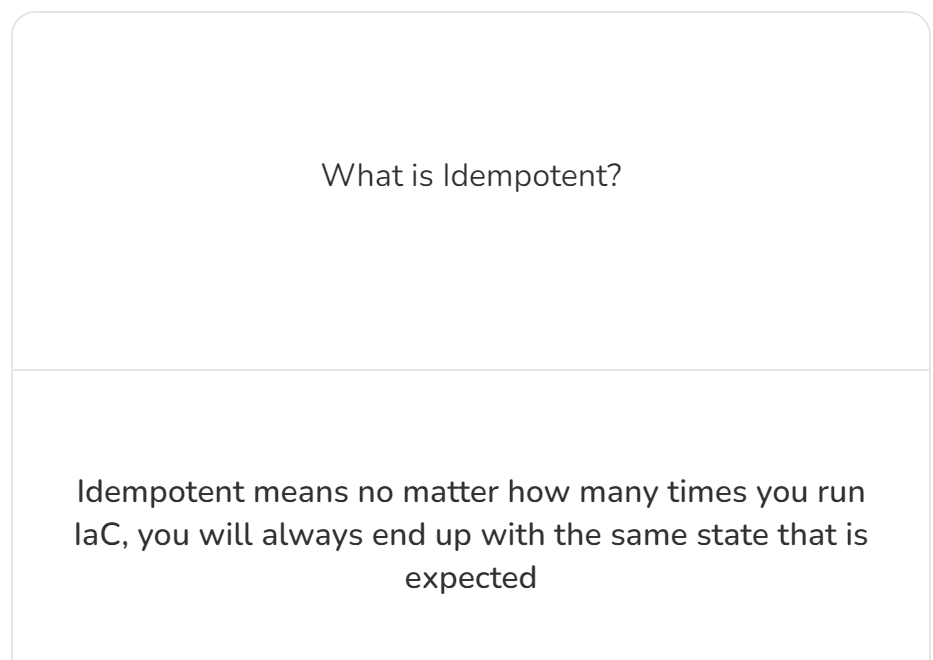 What is Idempotent?
Idempotent means no matter how many times you run
IaC, you will always end up with the same state that is
expected